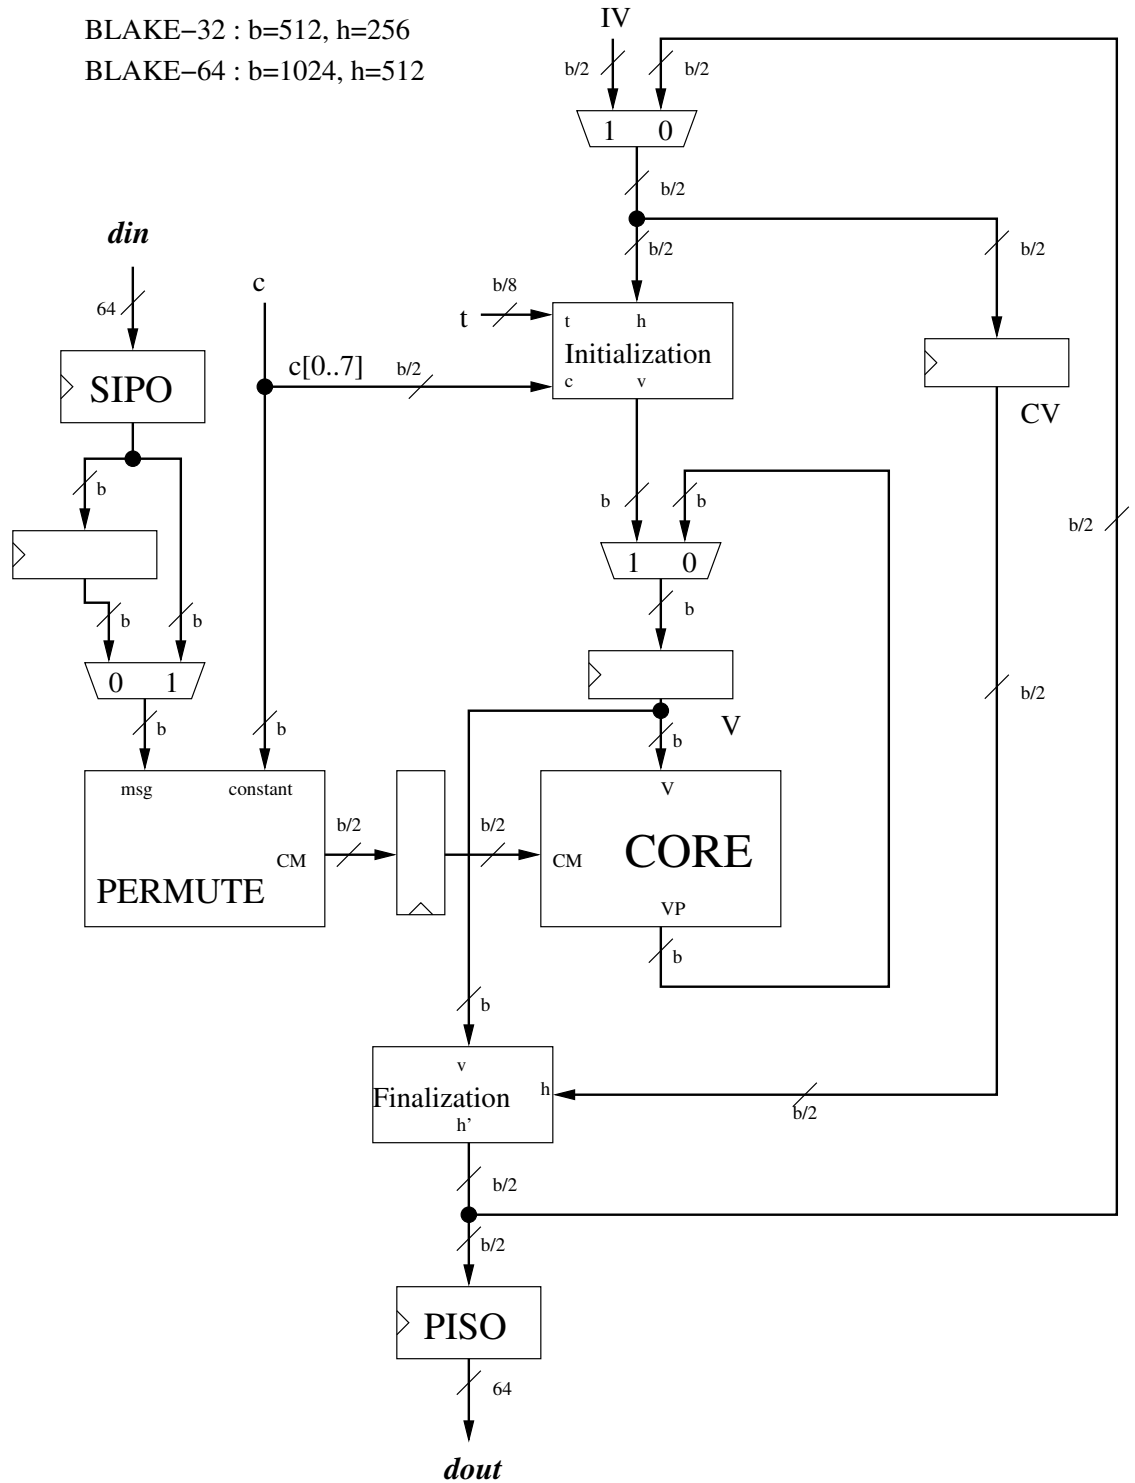 BLAKE−32 : b=512, h=256
BLAKE−64 : b=1024, h=512
IV
b/2
b/2
1 0
b/2
din
b/2
b/2
64
c
b/8
t
t h
Initialization
c v
c[0..7]
b/2
SIPO
CV
b
b
b
b/2
1 0
b
b
b
0 1
b
b
b/2
V
b
msg
constant
CM
PERMUTE
b/2
b/2
V
CM
CORE
VP
b
b
v
Finalization
h
h’
b/2
b/2
b/2
PISO
64
dout